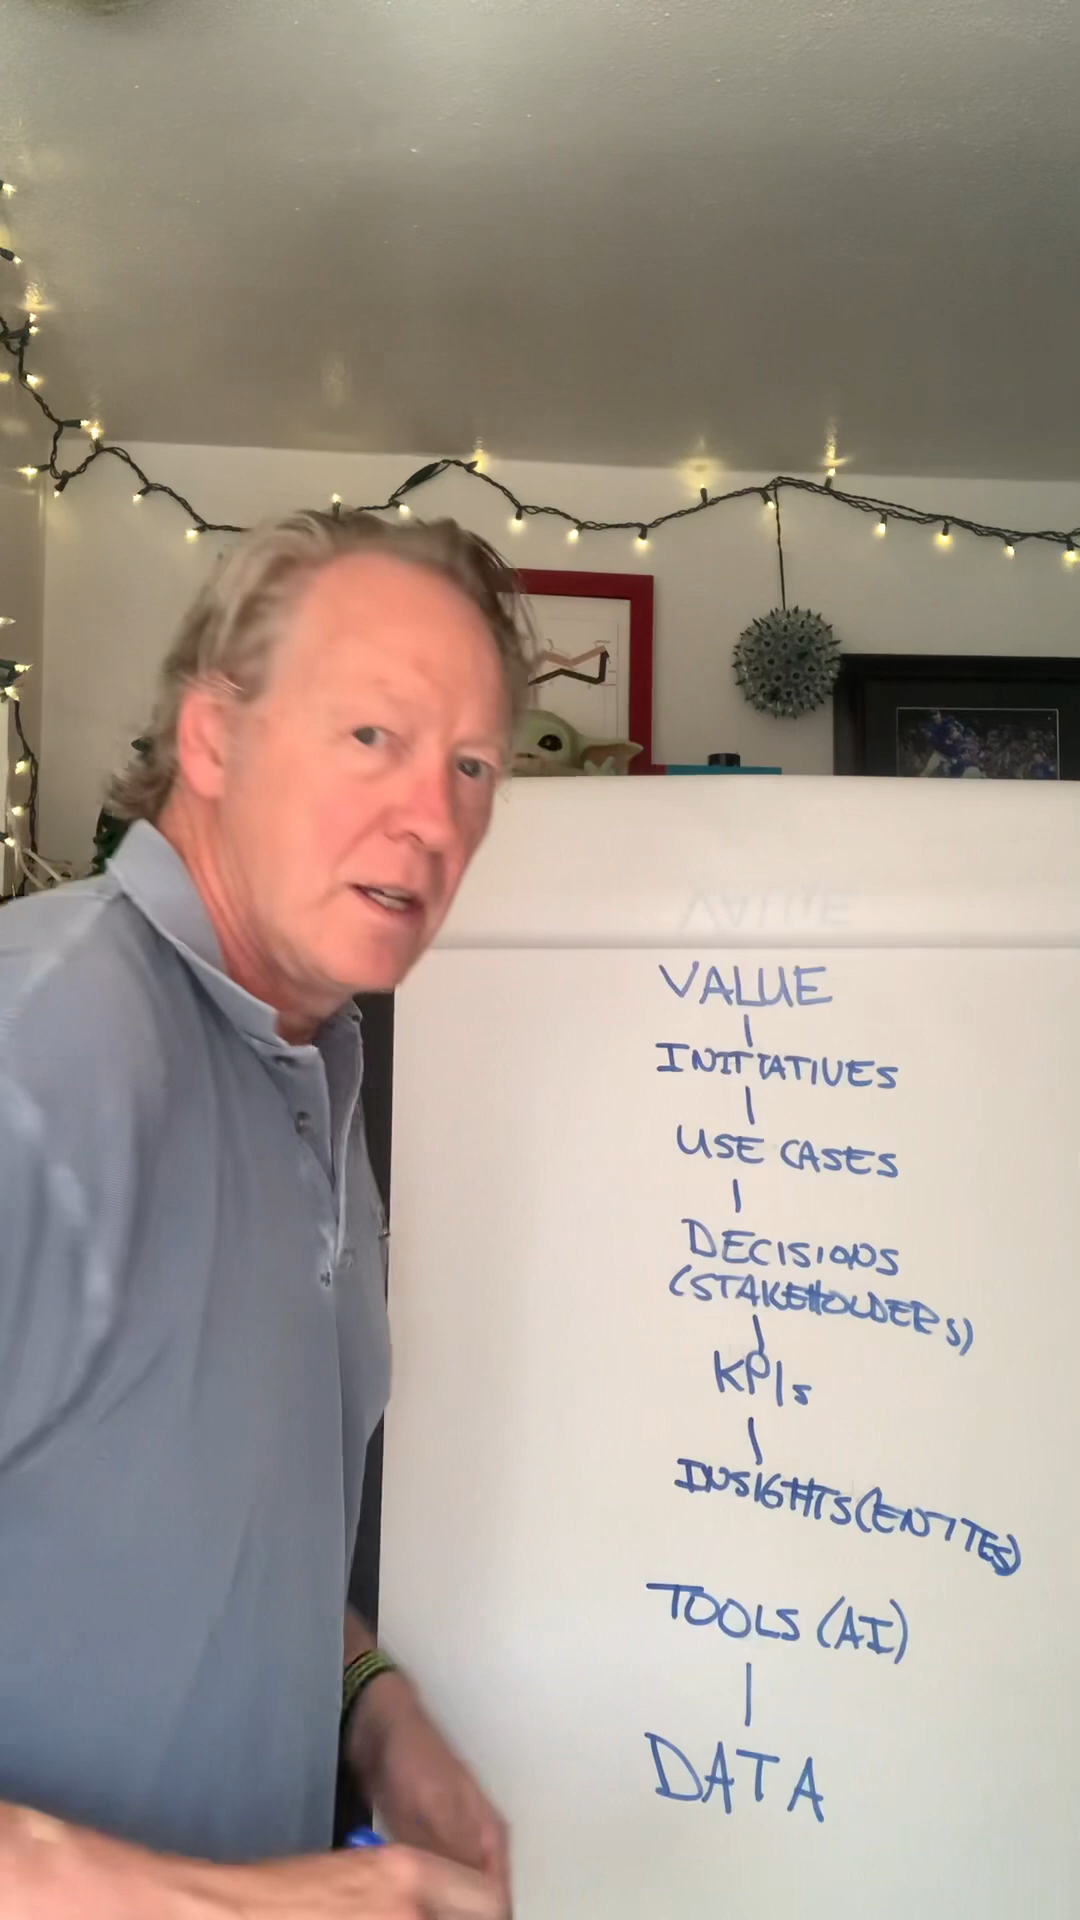 VALUE
INITIATIVES
USE CASES
DECISIONS
(STAKEHOLDERS)
KPIs
INSIGHTS (ENTITES)
TOOLS (AI)
DATA